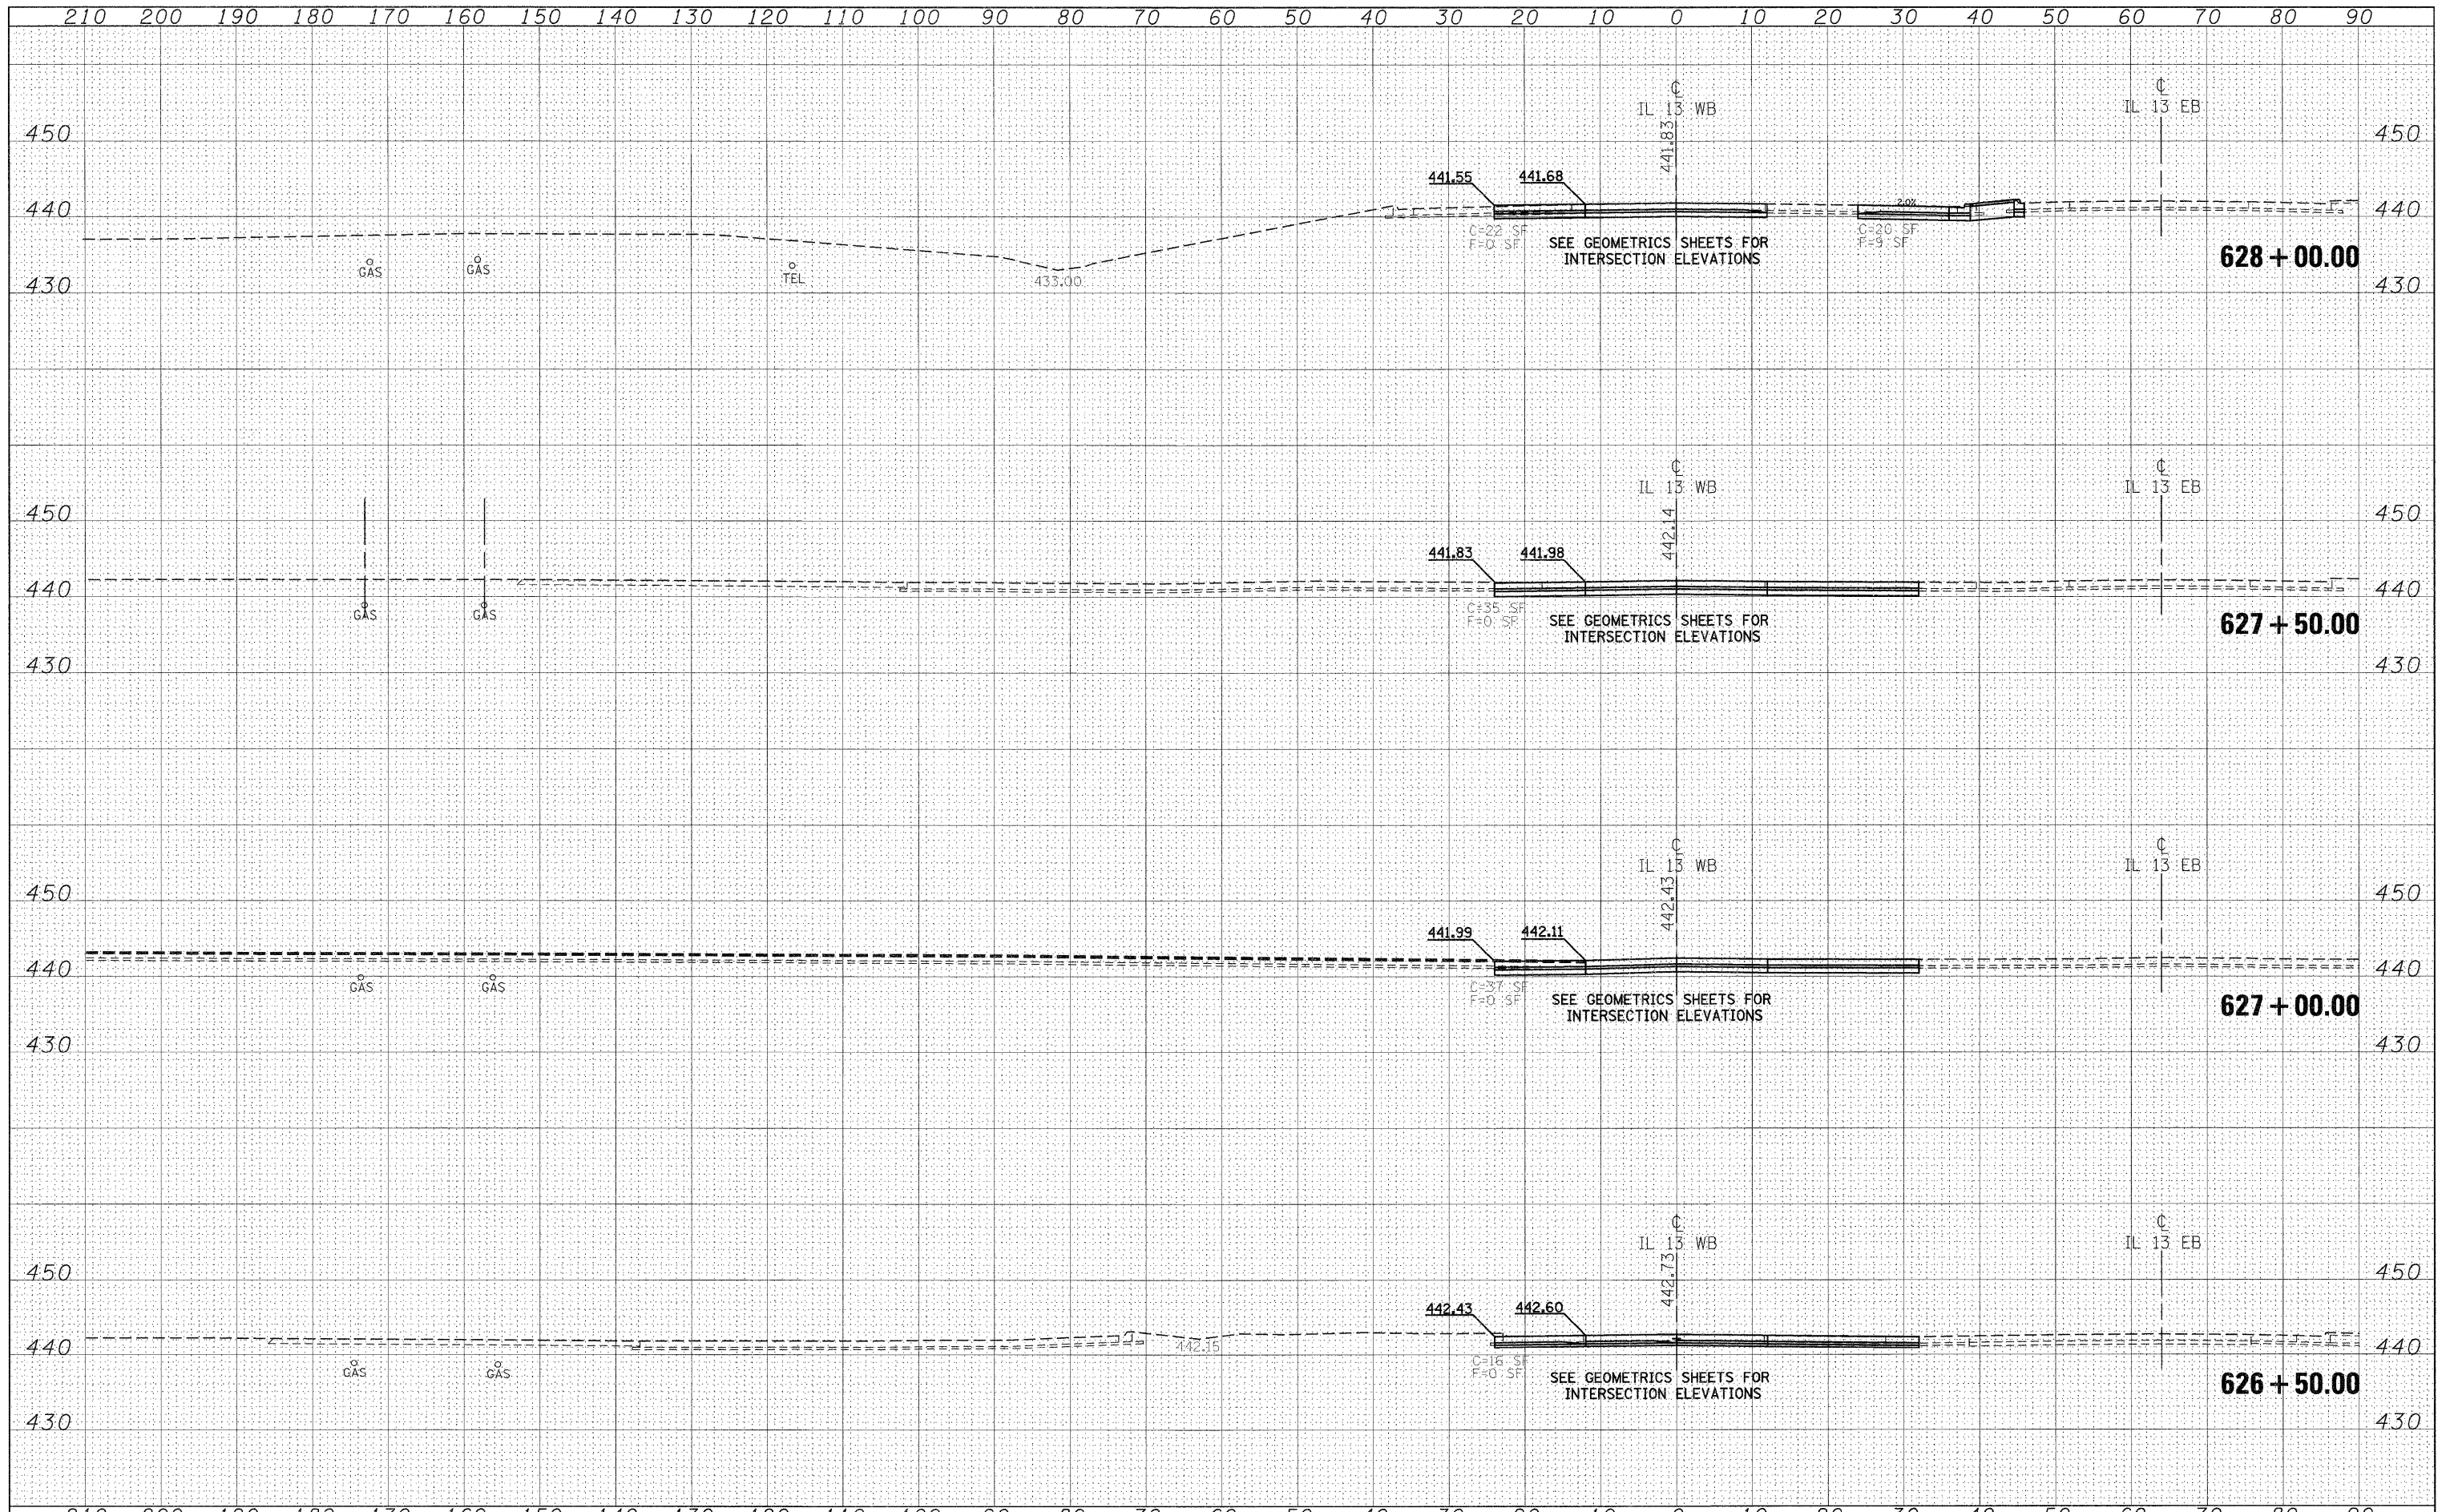 210 200 190 180 170 160 150 140 130 120 110 100 90 80 70 60 50 40 30 20 10 0 10 20 30 40 50 60 70 80 90
℄ ℄
IL 13 WB IL 13 EB
450 441.83 450
441.55 441.68
440 2.0% 440
C=22 SF C=20 SF
F=0 SF F=9 SF
SEE GEOMETRICS SHEETS FOR
INTERSECTION ELEVATIONS
628+00.00
GAS GAS TEL
430 433.00 430
℄ ℄
IL 13 WB IL 13 EB
450 442.14 450
441.83 441.98
440 440
GAS GAS
C=35 SF
F=0 SF
SEE GEOMETRICS SHEETS FOR
INTERSECTION ELEVATIONS
627+50.00
430 430
℄ ℄
IL 13 WB IL 13 EB
450 442.43 450
441.99 442.11
440 440
GAS GAS
C=37 SF
F=0 SF
SEE GEOMETRICS SHEETS FOR
INTERSECTION ELEVATIONS
627+00.00
430 430
℄ ℄
IL 13 WB IL 13 EB
450 442.73 450
442.43 442.60
440 442.15 440
GAS GAS
C=16 SF
F=0 SF
SEE GEOMETRICS SHEETS FOR
INTERSECTION ELEVATIONS
626+50.00
430 430